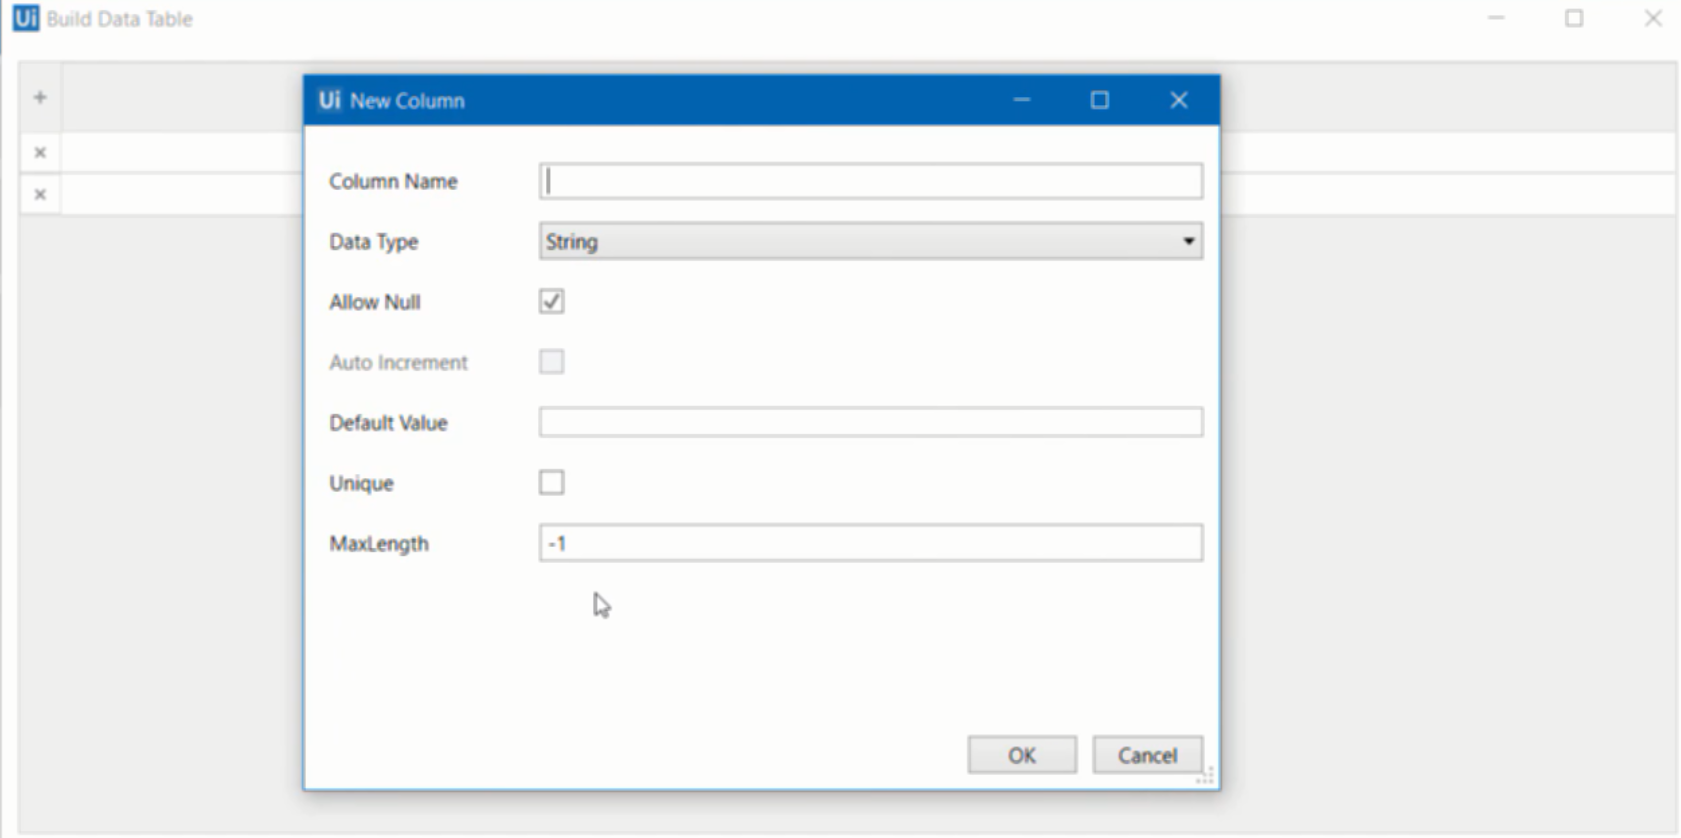 Ui Build Data Table
Ui New Column
Column Name
Data Type String
Allow Null
Auto Increment
Default Value
Unique
MaxLength -1
OK Cancel